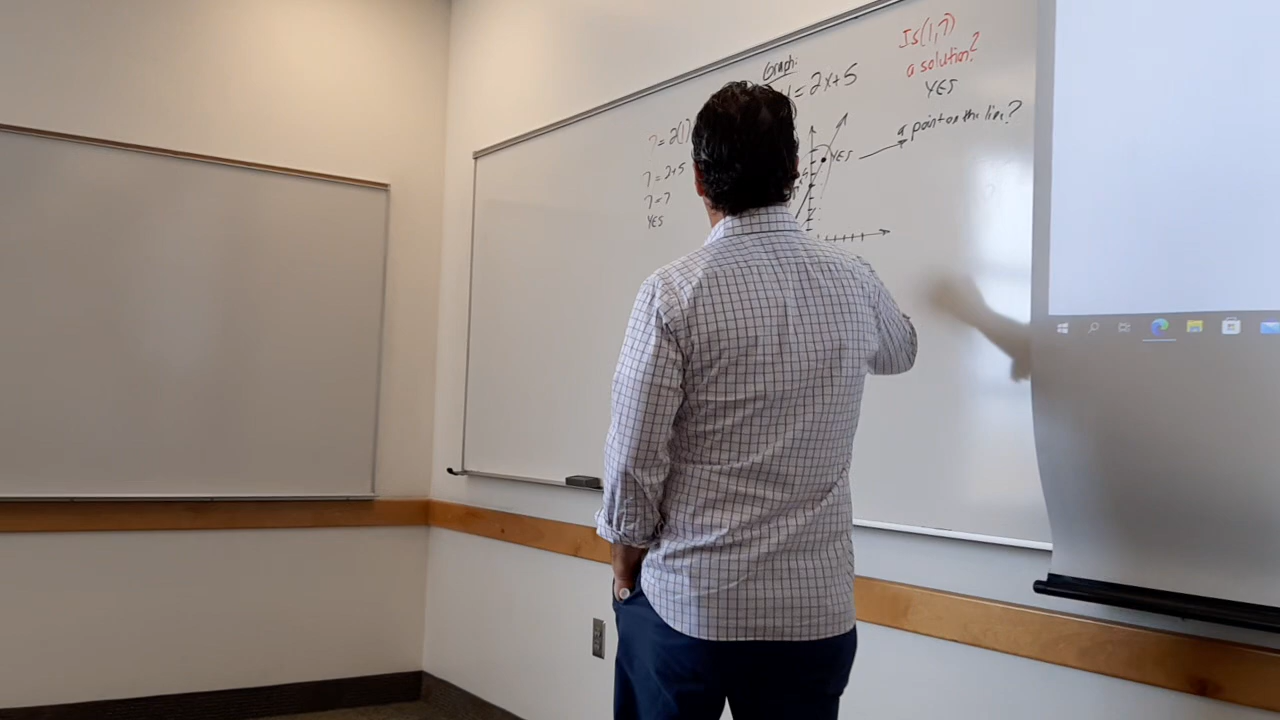 Graph:
y = 2x+5
Is (1,7)
a solution?
YES
a point on the line?
YES
7 = 2(1)
7 = 2+5
7 = 7
YES